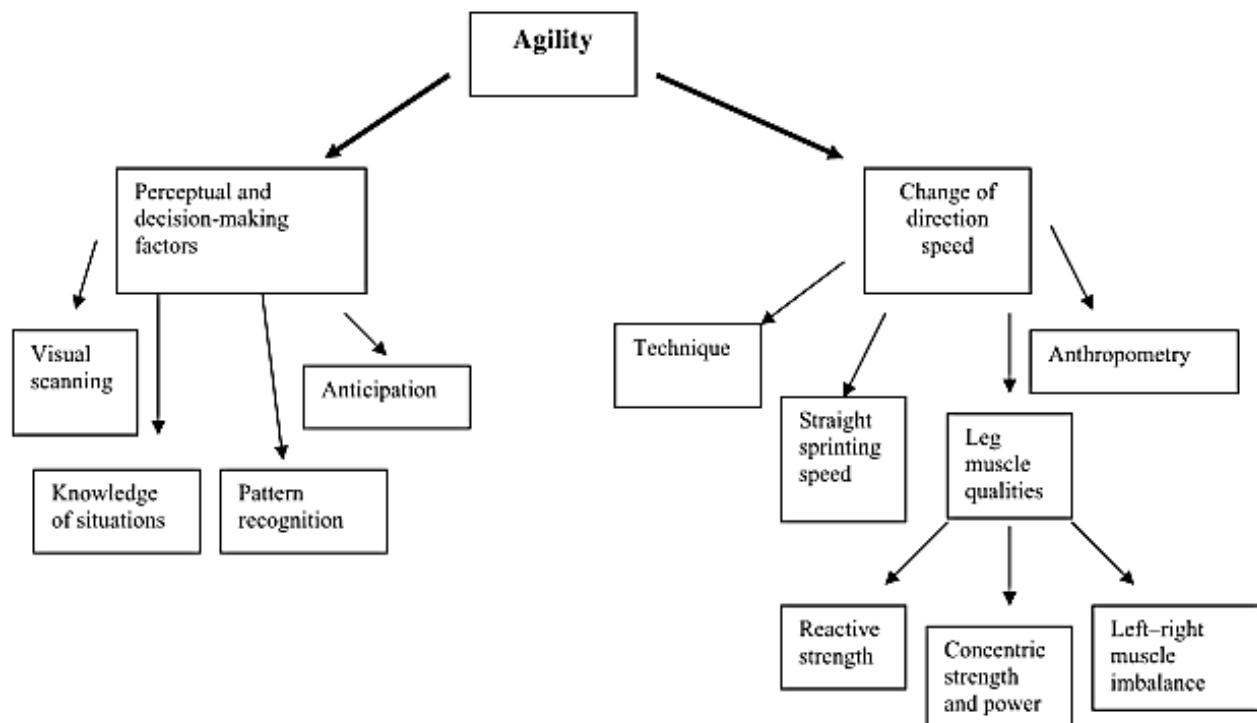 Agility
Perceptual and
decision-making
factors
Change of
direction
speed
Visual
scanning
Knowledge
of situations
Pattern
recognition
Anticipation
Technique
Straight
sprinting
speed
Leg
muscle
qualities
Anthropometry
Reactive
strength
Concentric
strength
and power
Left–right
muscle
imbalance